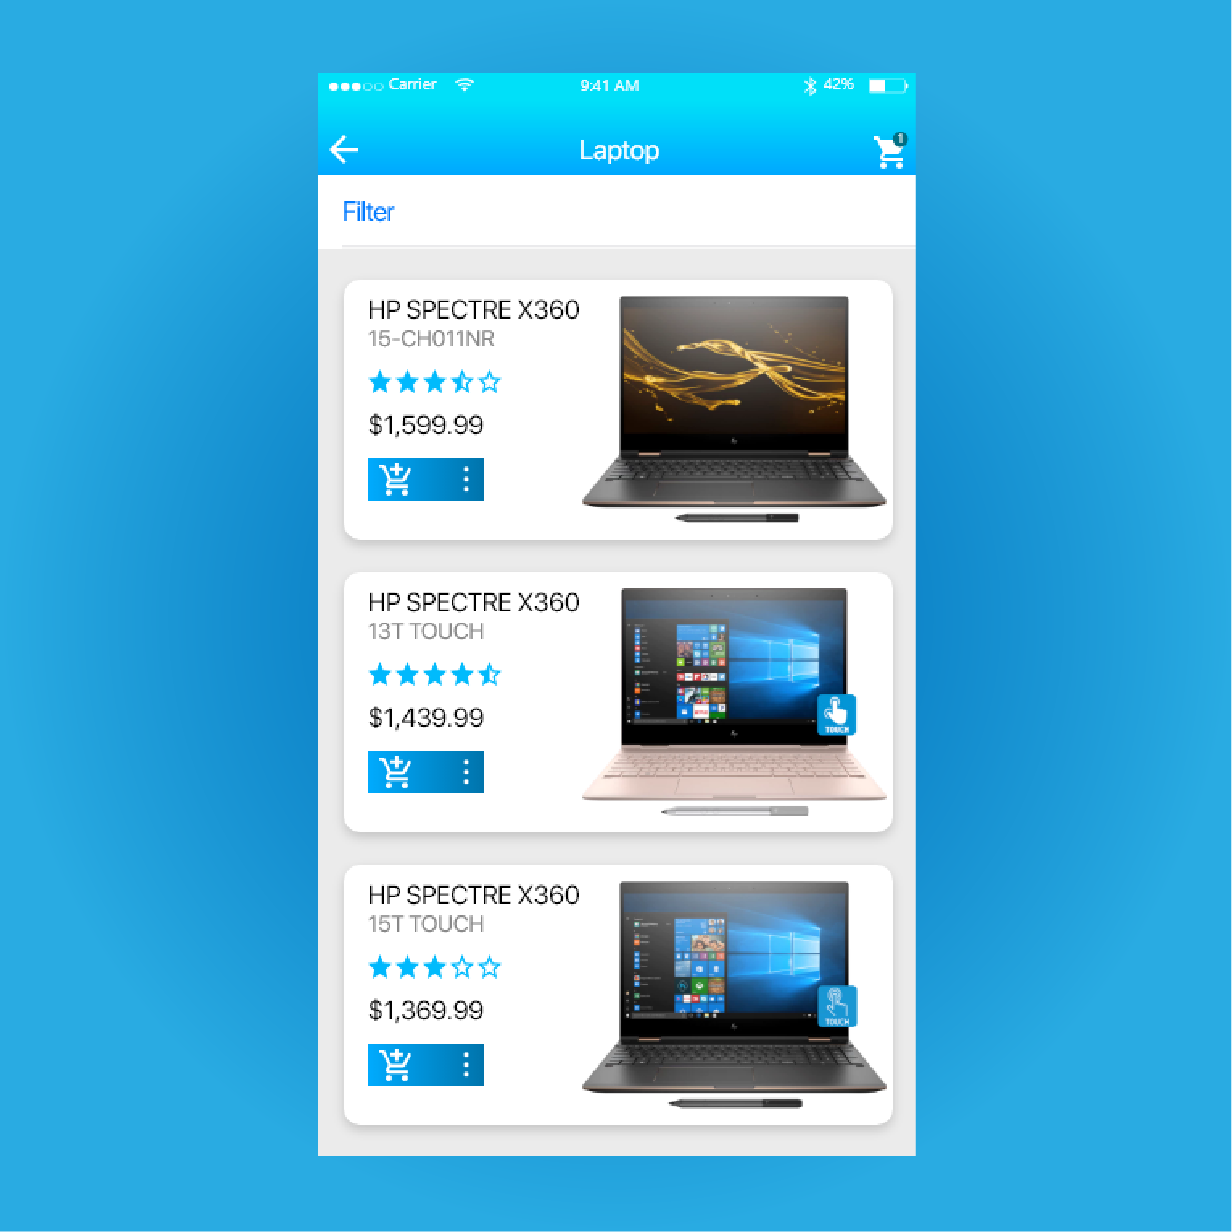 Carrier 9:41 AM 42%
Laptop 1
Filter
HP SPECTRE X360
15-CH011NR
$1,599.99
HP SPECTRE X360
13T TOUCH
$1,439.99
TOUCH
HP SPECTRE X360
15T TOUCH
$1,369.99
TOUCH